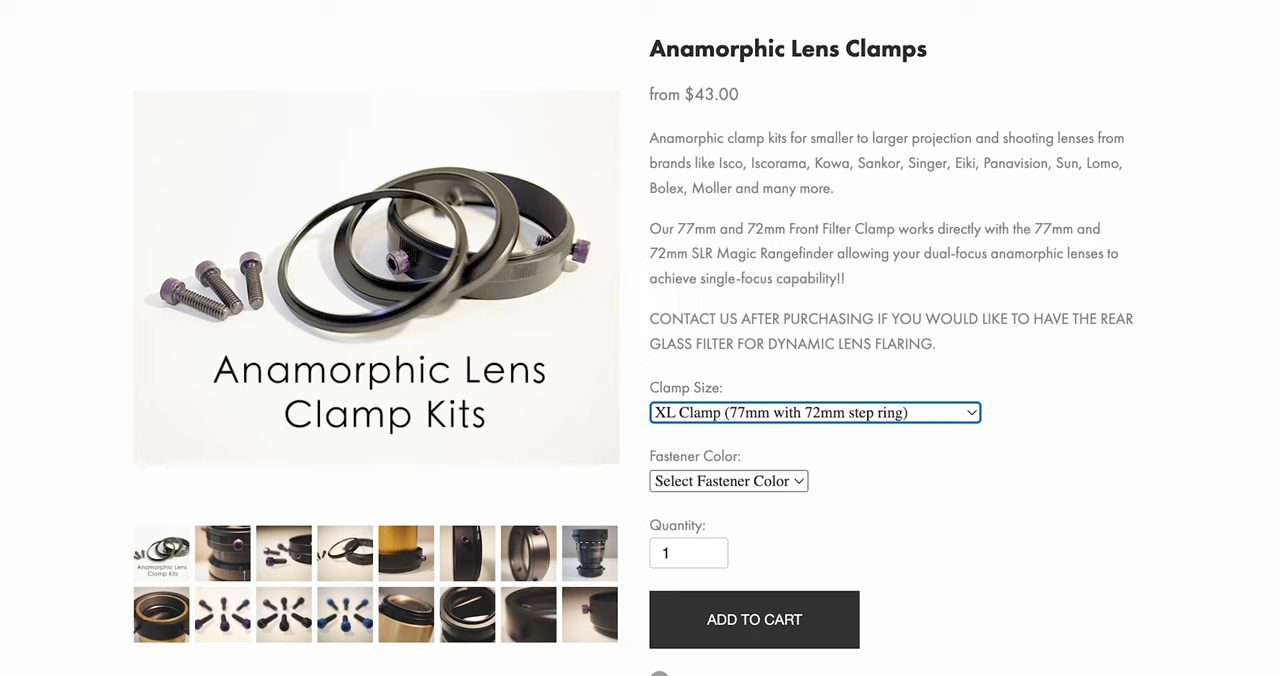 Anamorphic Lens Clamps
from $43.00
Anamorphic clamp kits for smaller to larger projection and shooting lenses from
brands like Isco, Iscorama, Kowa, Sankor, Singer, Eiki, Panavision, Sun, Lomo,
Bolex, Moller and many more.
Our 77mm and 72mm Front Filter Clamp works directly with the 77mm and
72mm SLR Magic Rangefinder allowing your dual-focus anamorphic lenses to
achieve single-focus capability!!
CONTACT US AFTER PURCHASING IF YOU WOULD LIKE TO HAVE THE REAR
GLASS FILTER FOR DYNAMIC LENS FLARING.
Clamp Size:
XL Clamp (77mm with 72mm step ring)
Fastener Color:
Select Fastener Color
Quantity:
1
ADD TO CART
Anamorphic Lens
Clamp Kits
Anamorphic Lens
Clamp Kits